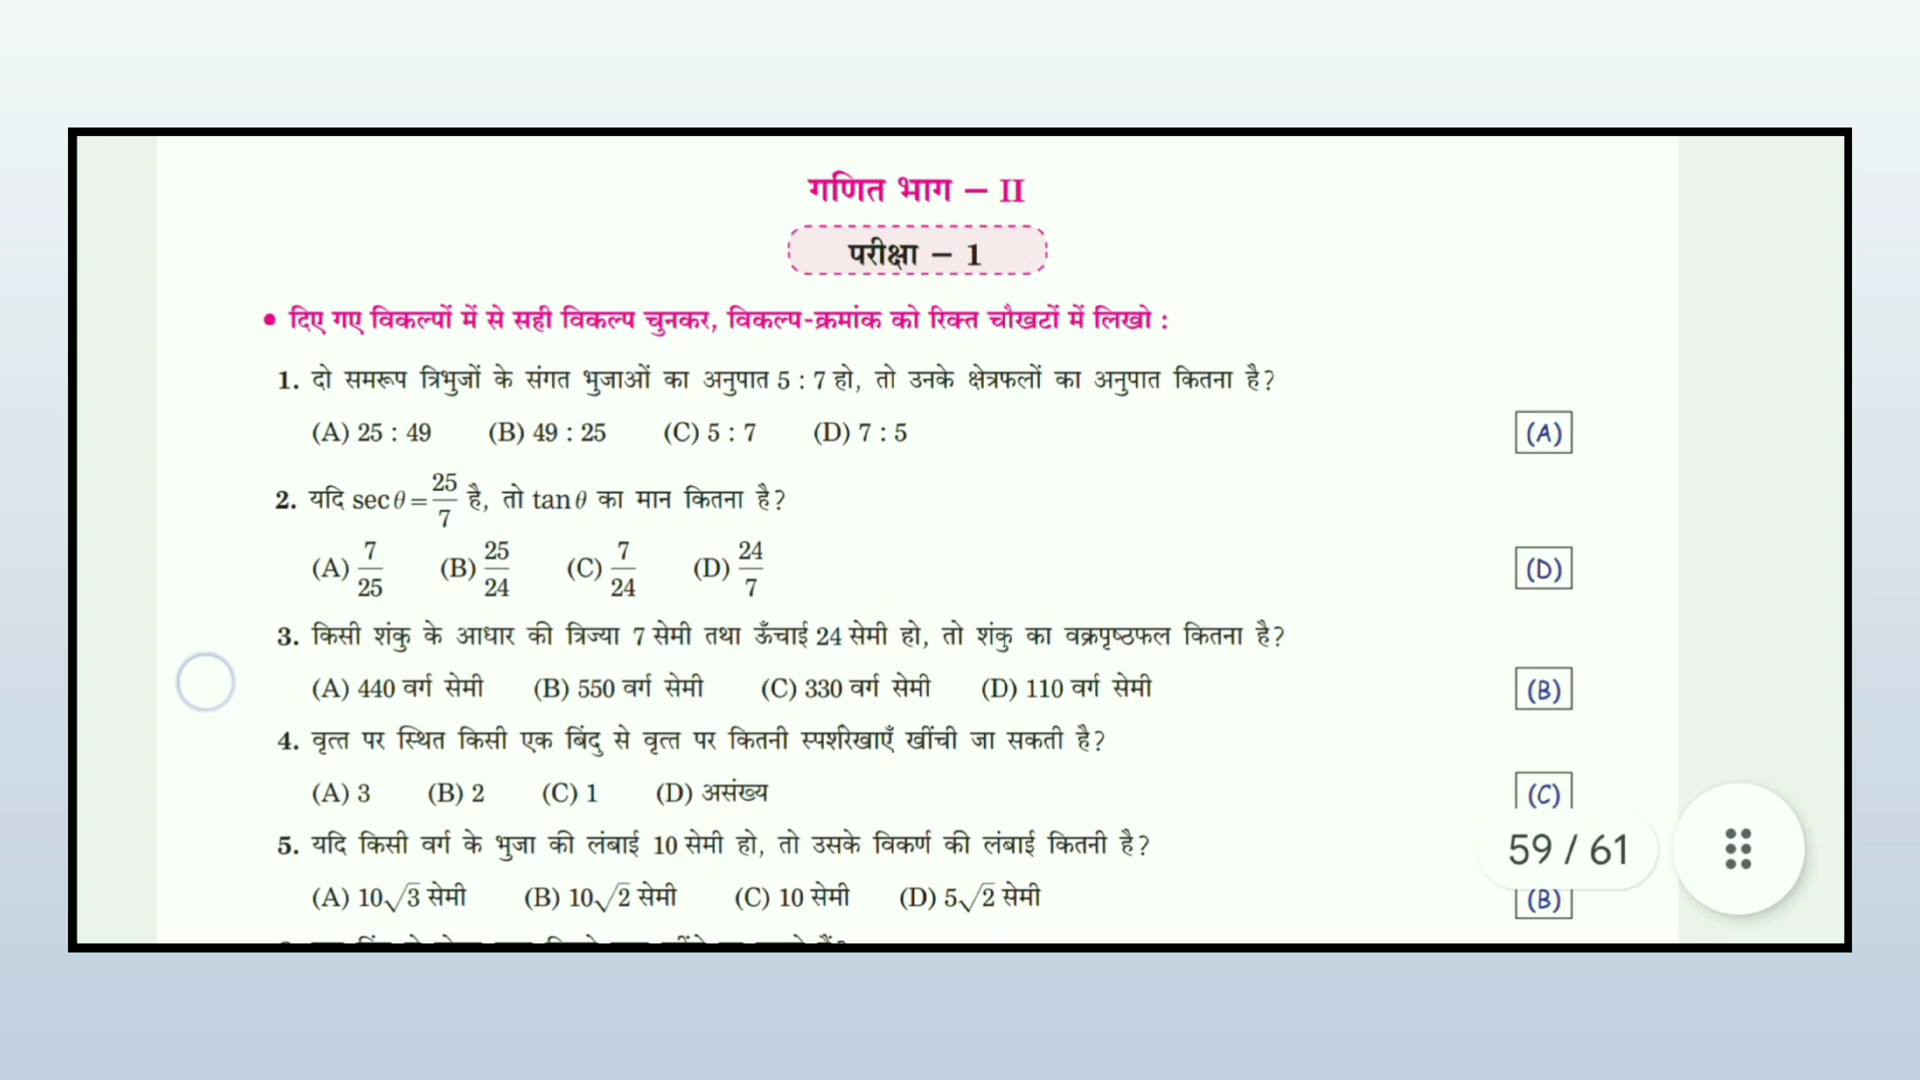 गणित भाग – II
परीक्षा – 1
• दिए गए विकल्पों में से सही विकल्प चुनकर, विकल्प-क्रमांक को रिक्त चौखटों में लिखो :
1. दो समरूप त्रिभुजों के संगत भुजाओं का अनुपात 5 : 7 हो, तो उनके क्षेत्रफलों का अनुपात कितना है?
(A) 25 : 49 (B) 49 : 25 (C) 5 : 7 (D) 7 : 5 (A)
2. यदि sec θ = 25/7 है, तो tan θ का मान कितना है?
(A) 7/25 (B) 25/24 (C) 7/24 (D) 24/7 (D)
3. किसी शंकु के आधार की त्रिज्या 7 सेमी तथा ऊँचाई 24 सेमी हो, तो शंकु का वक्रपृष्ठफल कितना है?
(A) 440 वर्ग सेमी (B) 550 वर्ग सेमी (C) 330 वर्ग सेमी (D) 110 वर्ग सेमी (B)
4. वृत्त पर स्थित किसी एक बिंदु से वृत्त पर कितनी स्पर्शरेखाएँ खींची जा सकती है?
(A) 3 (B) 2 (C) 1 (D) असंख्य (C)
5. यदि किसी वर्ग के भुजा की लंबाई 10 सेमी हो, तो उसके विकर्ण की लंबाई कितनी है?
59 / 61
(A) 10√3 सेमी (B) 10√2 सेमी (C) 10 सेमी (D) 5√2 सेमी (B)